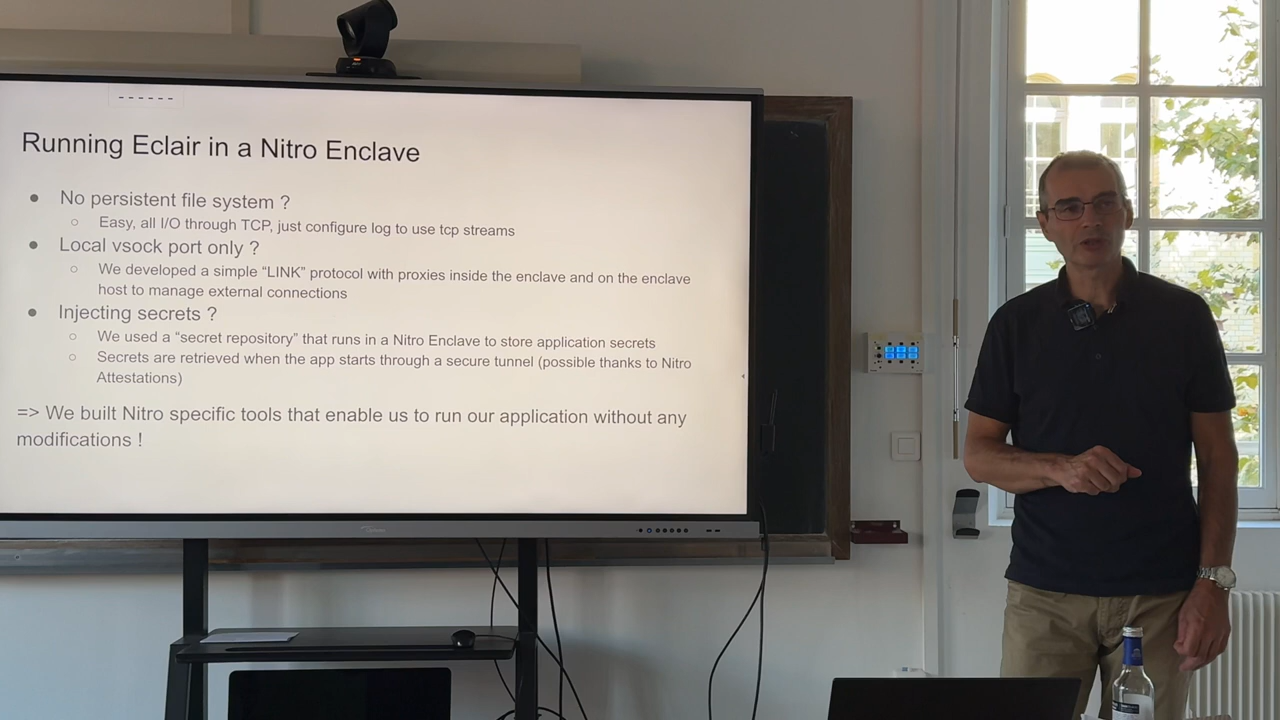 Running Eclair in a Nitro Enclave
No persistent file system ?
Easy, all I/O through TCP, just configure log to use tcp streams
Local vsock port only ?
We developed a simple “LINK” protocol with proxies inside the enclave and on the enclave
host to manage external connections
Injecting secrets ?
We used a “secret repository” that runs in a Nitro Enclave to store application secrets
Secrets are retrieved when the app starts through a secure tunnel (possible thanks to Nitro
Attestations)
=> We built Nitro specific tools that enable us to run our application without any
modifications !